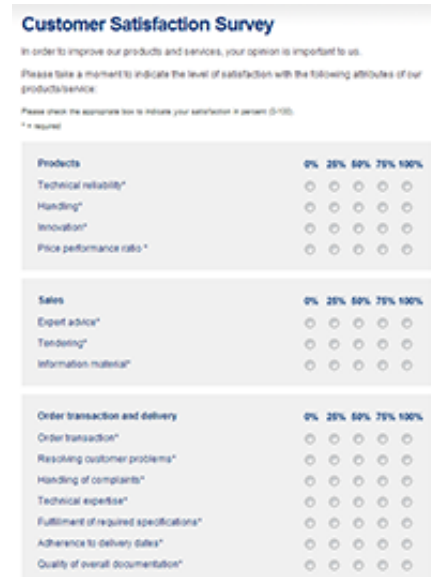 Customer Satisfaction Survey
In order to improve our products and services, your opinion is important to us.
Please take a moment to indicate the level of satisfaction with the following attributes of our
products/service:
Please check the appropriate box to indicate your satisfaction in percent (0-100).
* = required
Products 0% 25% 50% 75% 100%
Technical reliability*
Handling*
Innovation*
Price performance ratio *
Sales 0% 25% 50% 75% 100%
Expert advice*
Tendering*
Information material*
Order transaction and delivery 0% 25% 50% 75% 100%
Order transaction*
Resolving customer problems*
Handling of complaints*
Technical expertise*
Fulfillment of required specifications*
Adherence to delivery dates*
Quality of overall documentation*